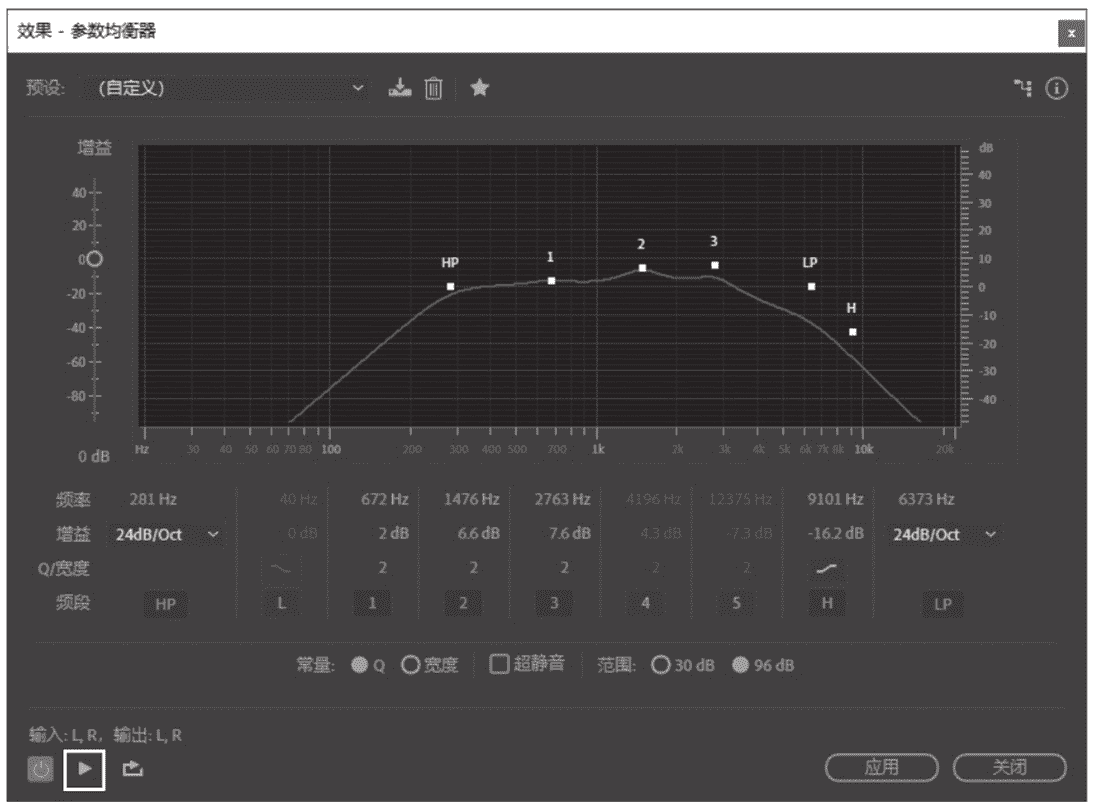 效果 - 参数均衡器
x
预设: (自定义)
增益
dB
40 20 0 -20 -40 -60 -80
0 dB
HP 1 2 3 LP H
40 30 20 10 0 -10 -20 -30 -40
Hz 30 40 50 60 70 80 100 200 300 400 500 700 1k 2k 3k 4k 5k 6k 7k 8k 10k 20k
频率 281 Hz 40 Hz 672 Hz 1476 Hz 2763 Hz 4196 Hz 12375 Hz 9101 Hz 6373 Hz
增益 24dB/Oct 0 dB 2 dB 6.6 dB 7.6 dB 4.3 dB -7.3 dB -16.2 dB 24dB/Oct
Q/宽度 2 2 2 2 2
频段 HP L 1 2 3 4 5 H LP
常量: Q 宽度 超静音 范围: 30 dB 96 dB
输入: L, R, 输出: L, R
应用 关闭